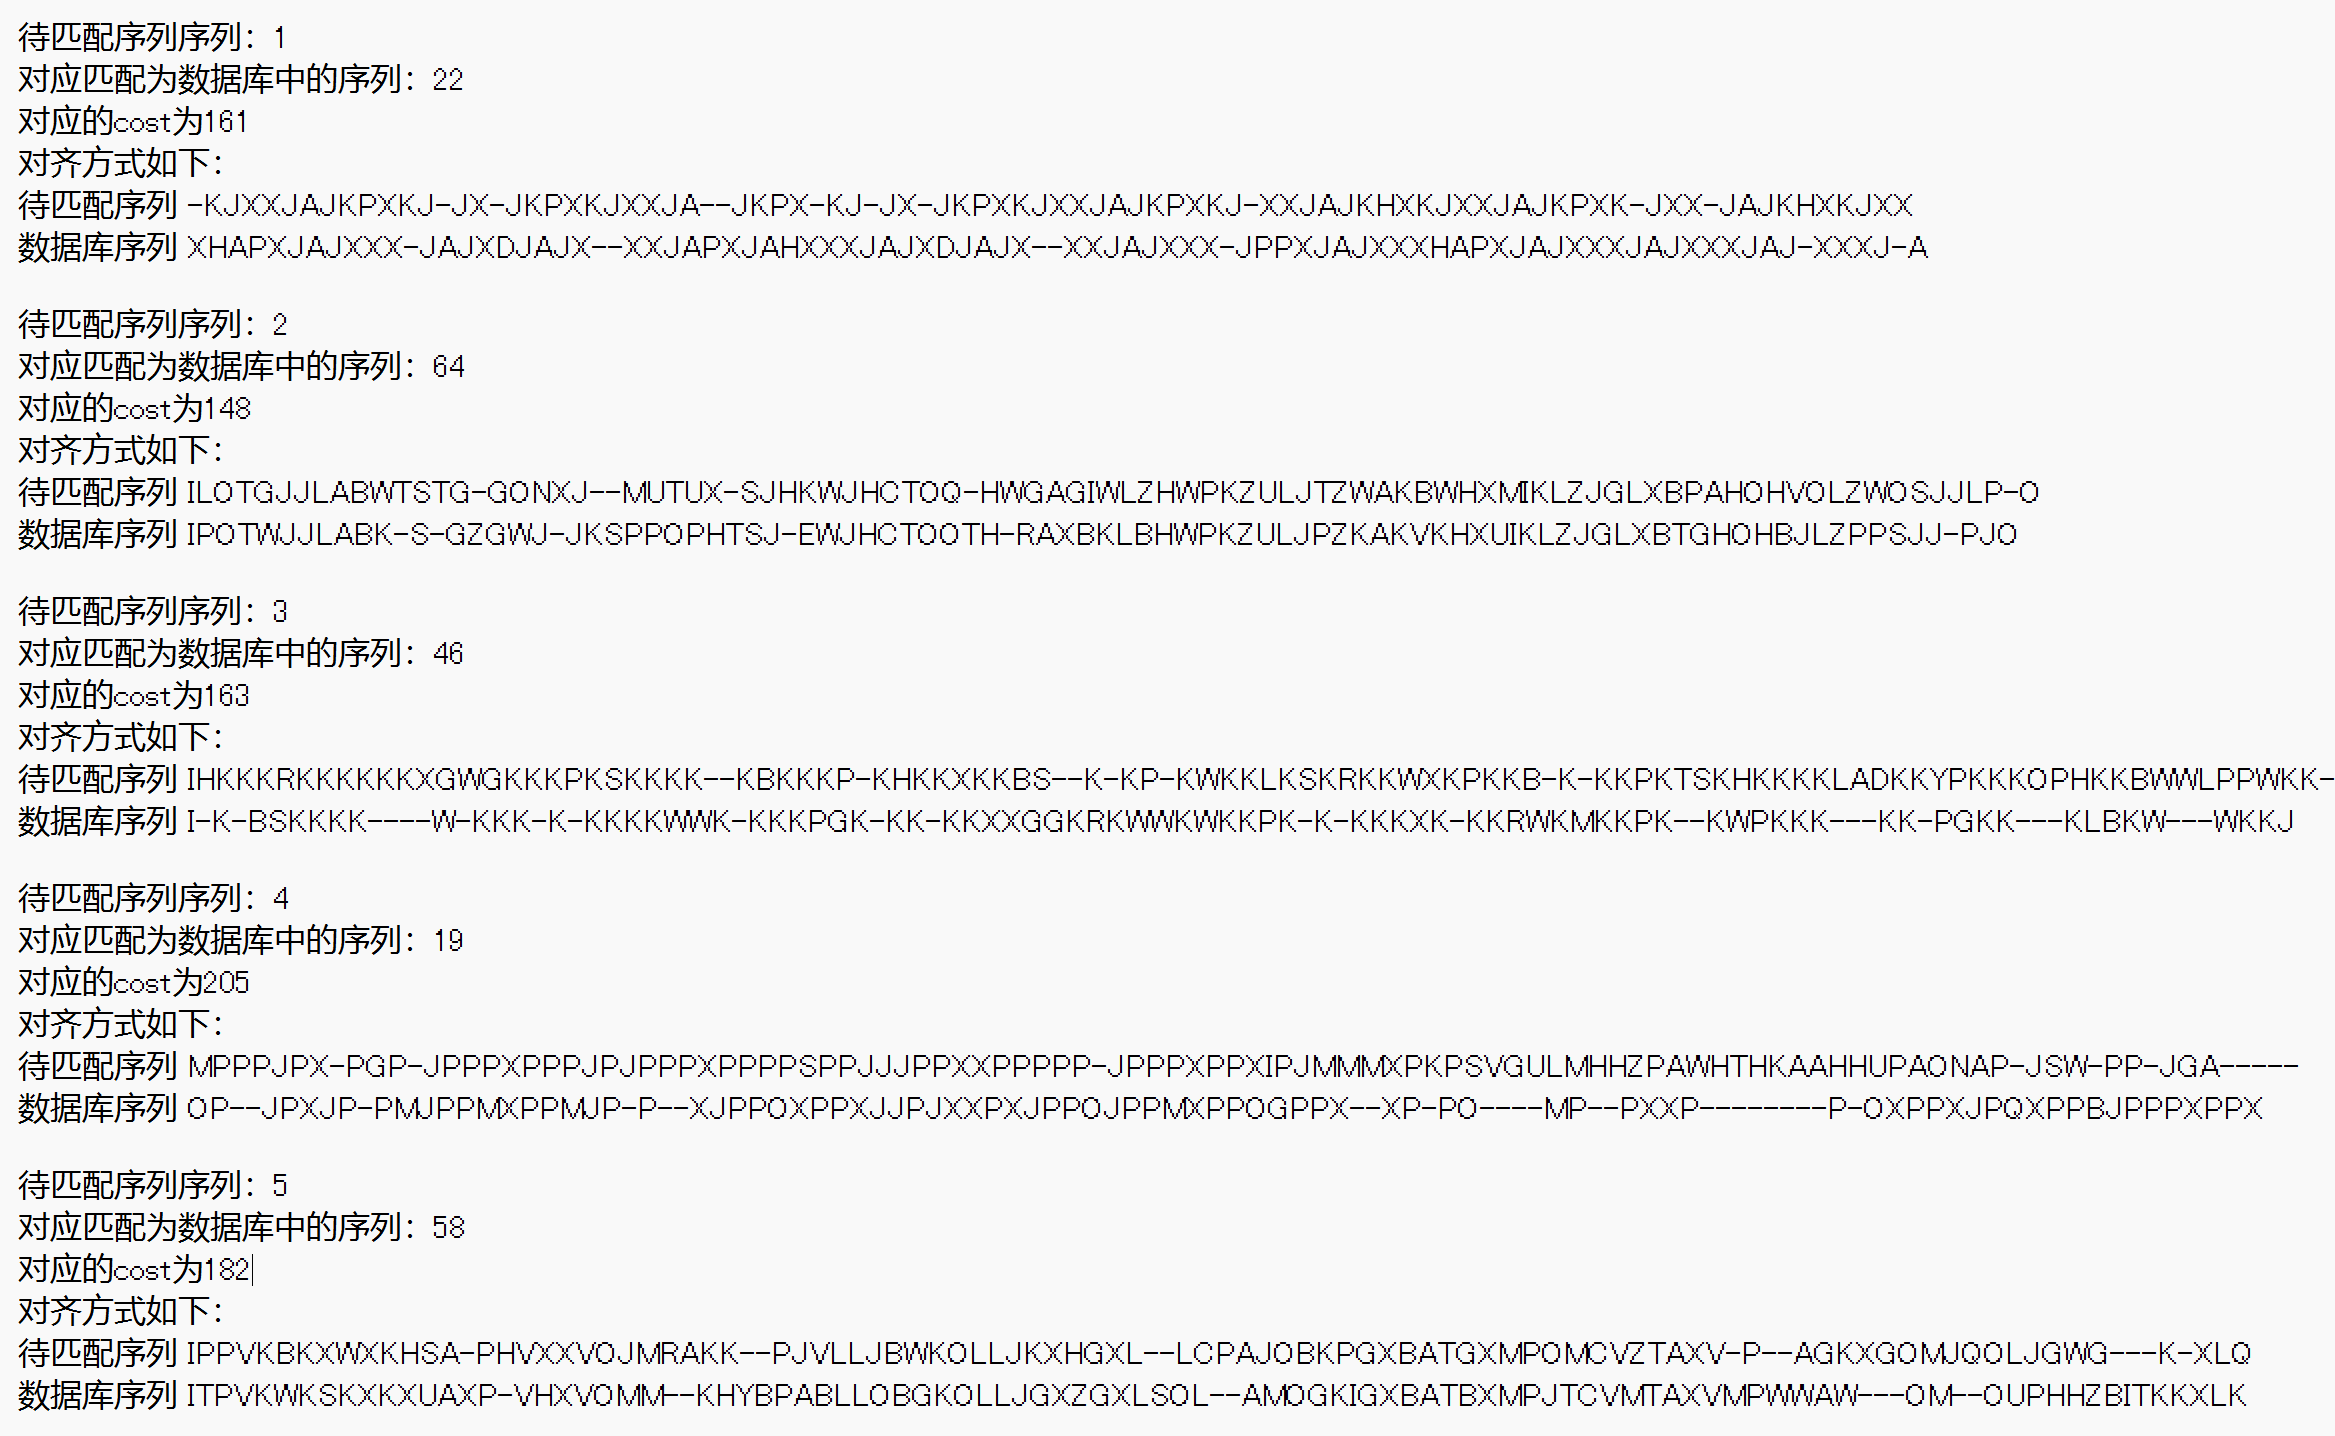 待匹配序列序列：1
对应匹配为数据库中的序列：22
对应的cost为161
对齐方式如下：
待匹配序列 -KJXXJAJKPXKJ-JX-JKPXKJXXJA--JKPX-KJ-JX-JKPXKJXXJAJKPXKJ-XXJAJKHXKJXXJAJKPXK-JXX-JAJKHXKJXX
数据库序列 XHAPXJAJXXX-JAJXDJAJX--XXJAPXJAHXXXJAJXDJAJX--XXJAJXXX-JPPXJAJXXXHAPXJAJXXXJAJXXXJAJ-XXXJ-A
待匹配序列序列：2
对应匹配为数据库中的序列：64
对应的cost为148
对齐方式如下：
待匹配序列 ILOTGJJLABWTSTG-GONXJ--MUTUX-SJHKWJHCTOQ-HWGAGIWLZHWPKZULJTZWAKBWHXMIKLZJGLXBPAHOHVOLZWOSJJLP-O
数据库序列 IPOTWJJLABK-S-GZGWJ-JKSPPOPHTSJ-EWJHCTOOTH-RAXBKLBHWPKZULJPZKAKVKHXUIKLZJGLXBTGHOHBJLZPPSJJ-PJO
待匹配序列序列：3
对应匹配为数据库中的序列：46
对应的cost为163
对齐方式如下：
待匹配序列 IHKKKRKKKKKKXGWGKKKPKSKKKK--KBKKKP-KHKKXKKBS--K-KP-KWKKLKSKRKKWXKPKKB-K-KKPKTSKHKKKKLADKKYPKKKOPHKKBWWLPPWKK-
数据库序列 I-K-BSKKKK----W-KKK-K-KKKKWWK-KKKPGK-KK-KKXXGGKRKWWKWKKPK-K-KKKXK-KKRWKMKKPK--KWPKKK---KK-PGKK---KLBKW---WKKJ
待匹配序列序列：4
对应匹配为数据库中的序列：19
对应的cost为205
对齐方式如下：
待匹配序列 MPPPJPX-PGP-JPPPXPPPJPJPPPXPPPPSPPJJJPPXXPPPPP-JPPPXPPXIPJMMMXPKPSVGULMHHZPAWHTHKAAHHUPAONAP-JSW-PP-JGA-----
数据库序列 OP--JPXJP-PMJPPMXPPMJP-P--XJPPOXPPXJJPJXXPXJPPOJPPMXPPOGPPX--XP-PO----MP--PXXP--------P-OXPPXJPQXPPBJPPPXPPX
待匹配序列序列：5
对应匹配为数据库中的序列：58
对应的cost为182
对齐方式如下：
待匹配序列 IPPVKBKXWXKHSA-PHVXXVOJMRAKK--PJVLLJBWKOLLJKXHGXL--LCPAJOBKPGXBATGXMPOMCVZTAXV-P--AGKXGOMJQOLJGWG---K-XLQ
数据库序列 ITPVKWKSKXKXUAXP-VHXVOMM--KHYBPABLLOBGKOLLJGXZGXLSOL--AMOGKIGXBATBXMPJTCVMTAXVMPWWAW---OM--OUPHHZBITKKXLK